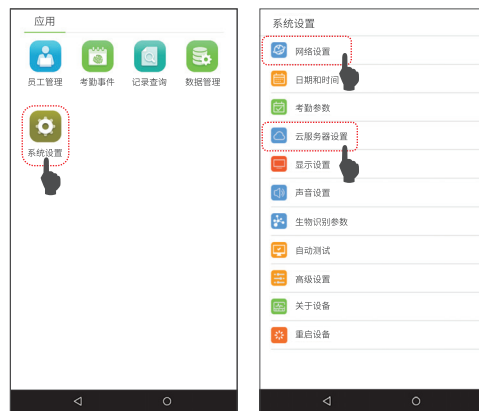 应用
员工管理 考勤事件 记录查询 数据管理
系统设置
系统设置
网络设置
日期和时间
考勤参数
云服务器设置
显示设置
声音设置
生物识别参数
自动测试
高级设置
关于设备
重启设备